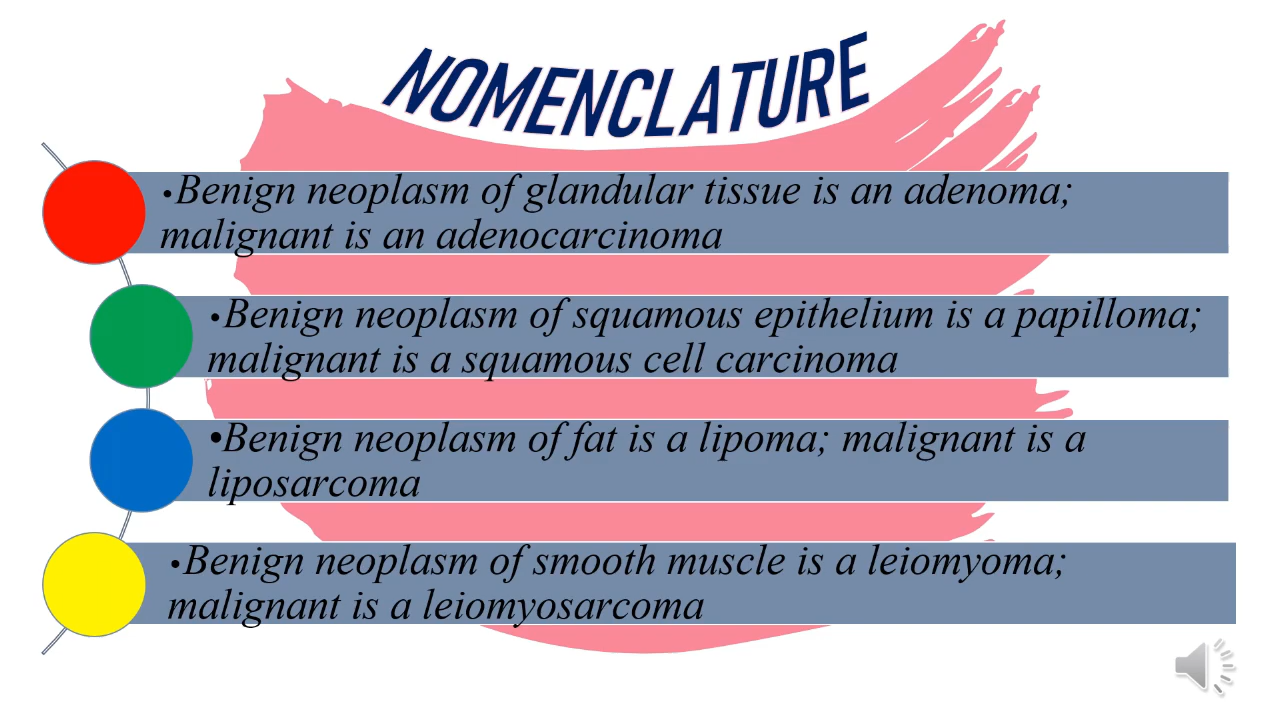 NOMENCLATURE
•Benign neoplasm of glandular tissue is an adenoma;
malignant is an adenocarcinoma
•Benign neoplasm of squamous epithelium is a papilloma;
malignant is a squamous cell carcinoma
•Benign neoplasm of fat is a lipoma; malignant is a
liposarcoma
•Benign neoplasm of smooth muscle is a leiomyoma;
malignant is a leiomyosarcoma